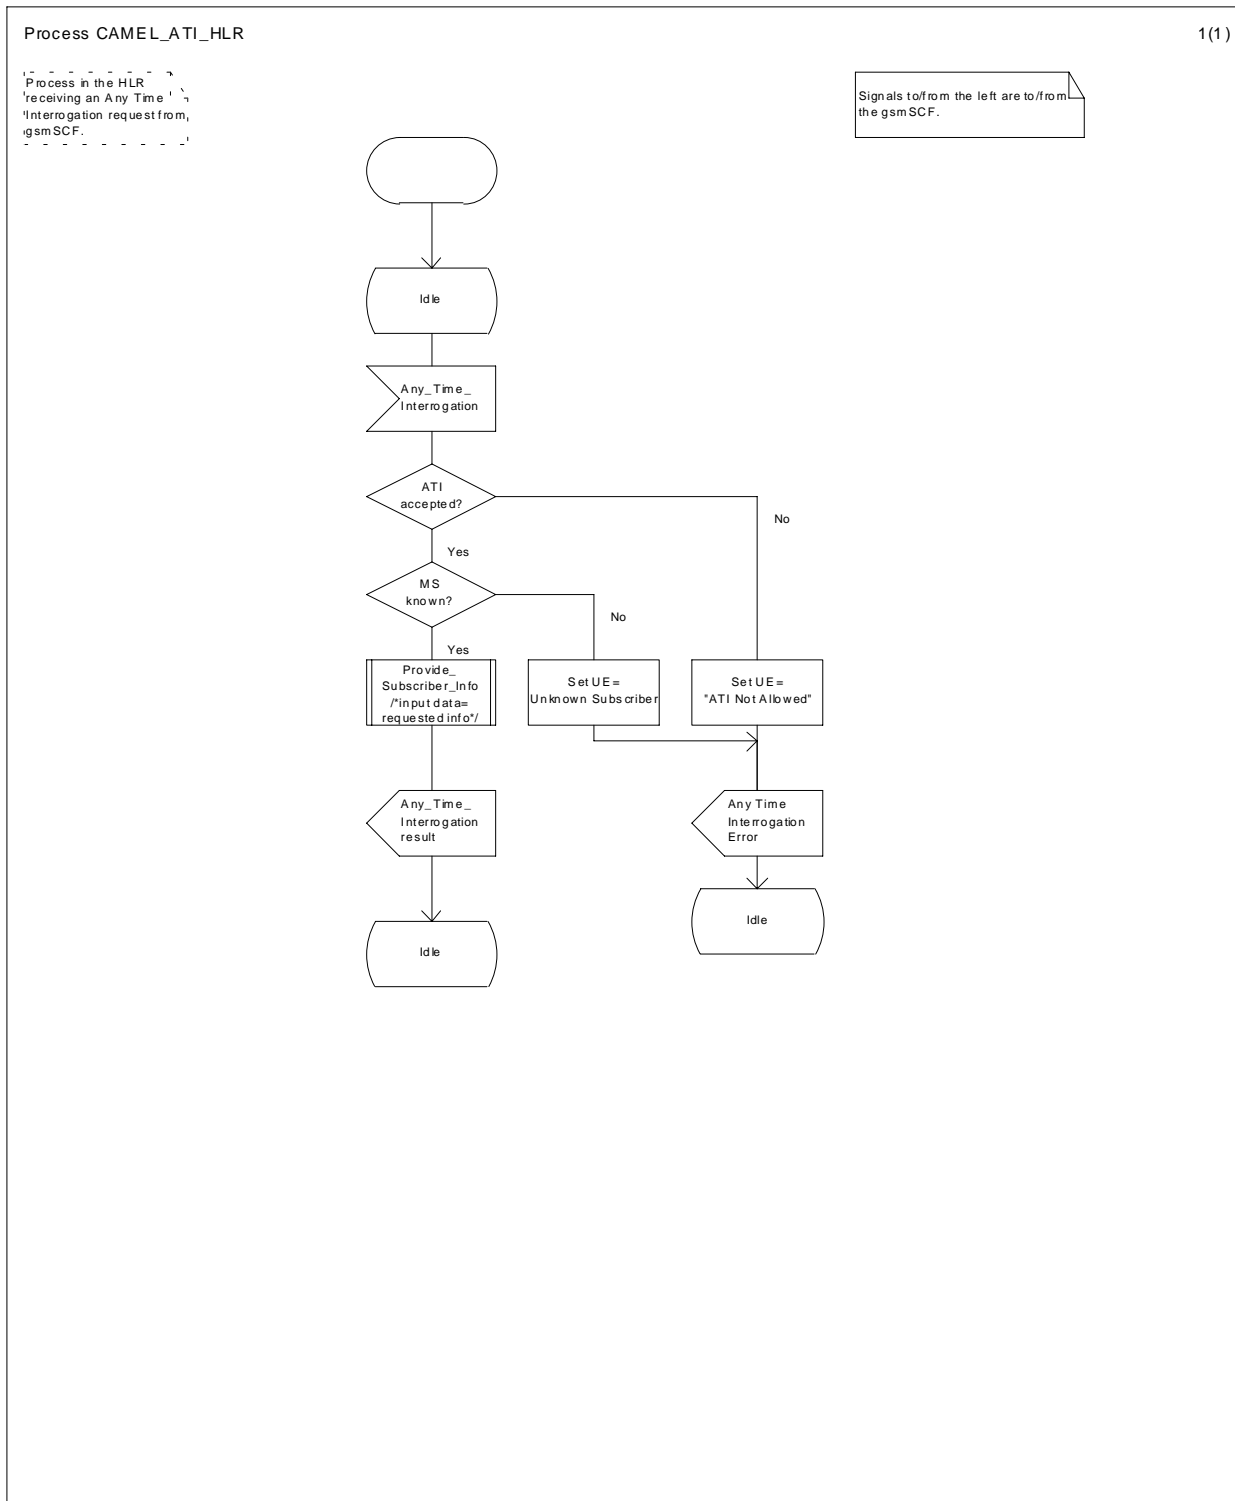 Process CAMEL_ATI_HLR
1(1)
Process in the HLR
receiving an Any Time
Interrogation request from
gsmSCF.
Signals to/from the left are to/from
the gsmSCF.
Idle
Any_Time_
Interrogation
ATI
accepted?
No
Yes
MS
known?
No
Yes
Provide_
Subscriber_Info
/*input data=
requested info*/
Set UE=
Unknown Subscriber
Set UE=
"ATI Not Allowed"
Any_Time_
Interrogation
result
Any Time
Interrogation
Error
Idle
Idle